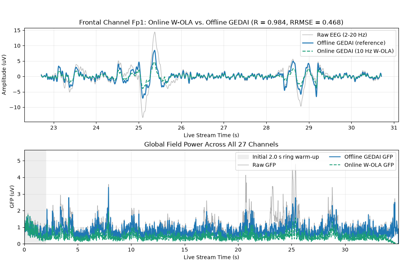 Frontal Channel Fp1: Online W-OLA vs. Offline GEDAI (R = 0.984, RRMSE = 0.468)
Amplitude (uV)
15
10
5
0
−5
−10
Raw EEG (2-20 Hz)
Offline GEDAI (reference)
Online GEDAI (10 Hz W-OLA)
23 24 25 26 27 28 29 30 31
Live Stream Time (s)
Global Field Power Across All 27 Channels
GFP (uV)
5
4
3
2
1
0
Initial 2.0 s ring warm-up
Raw GFP
Offline GEDAI GFP
Online W-OLA GFP
0 5 10 15 20 25 30
Live Stream Time (s)